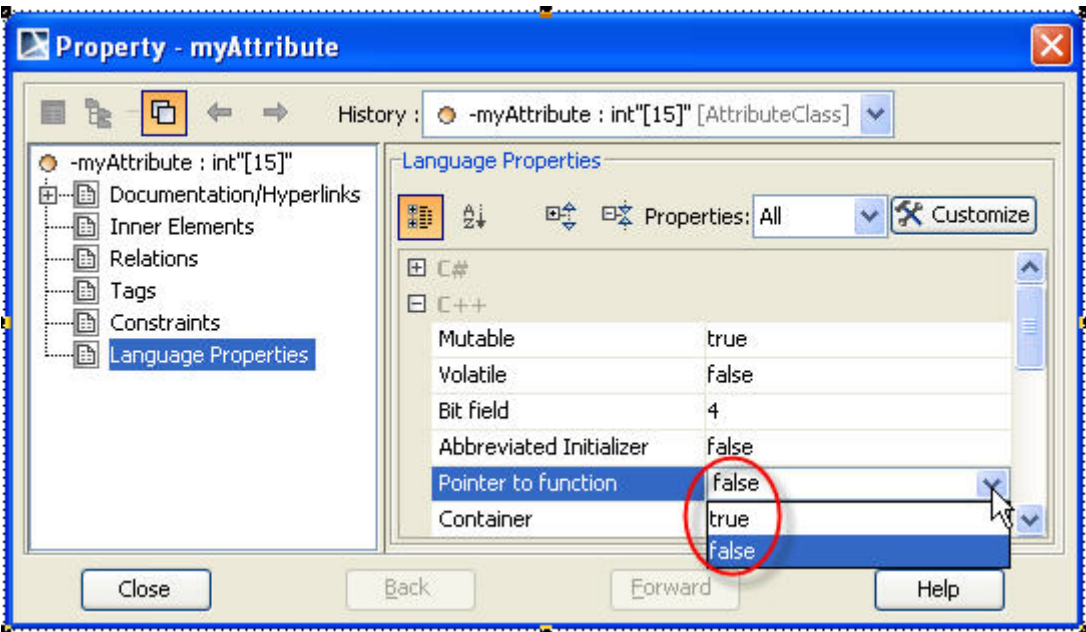 Property - myAttribute
History : -myAttribute : int"[15]" [AttributeClass]
-myAttribute : int"[15]"
Documentation/Hyperlinks
Inner Elements
Relations
Tags
Constraints
Language Properties
Language Properties
Properties: All Customize
C#
C++
Mutable true
Volatile false
Bit field 4
Abbreviated Initializer false
Pointer to function false
Container true
false
Close Back Forward Help